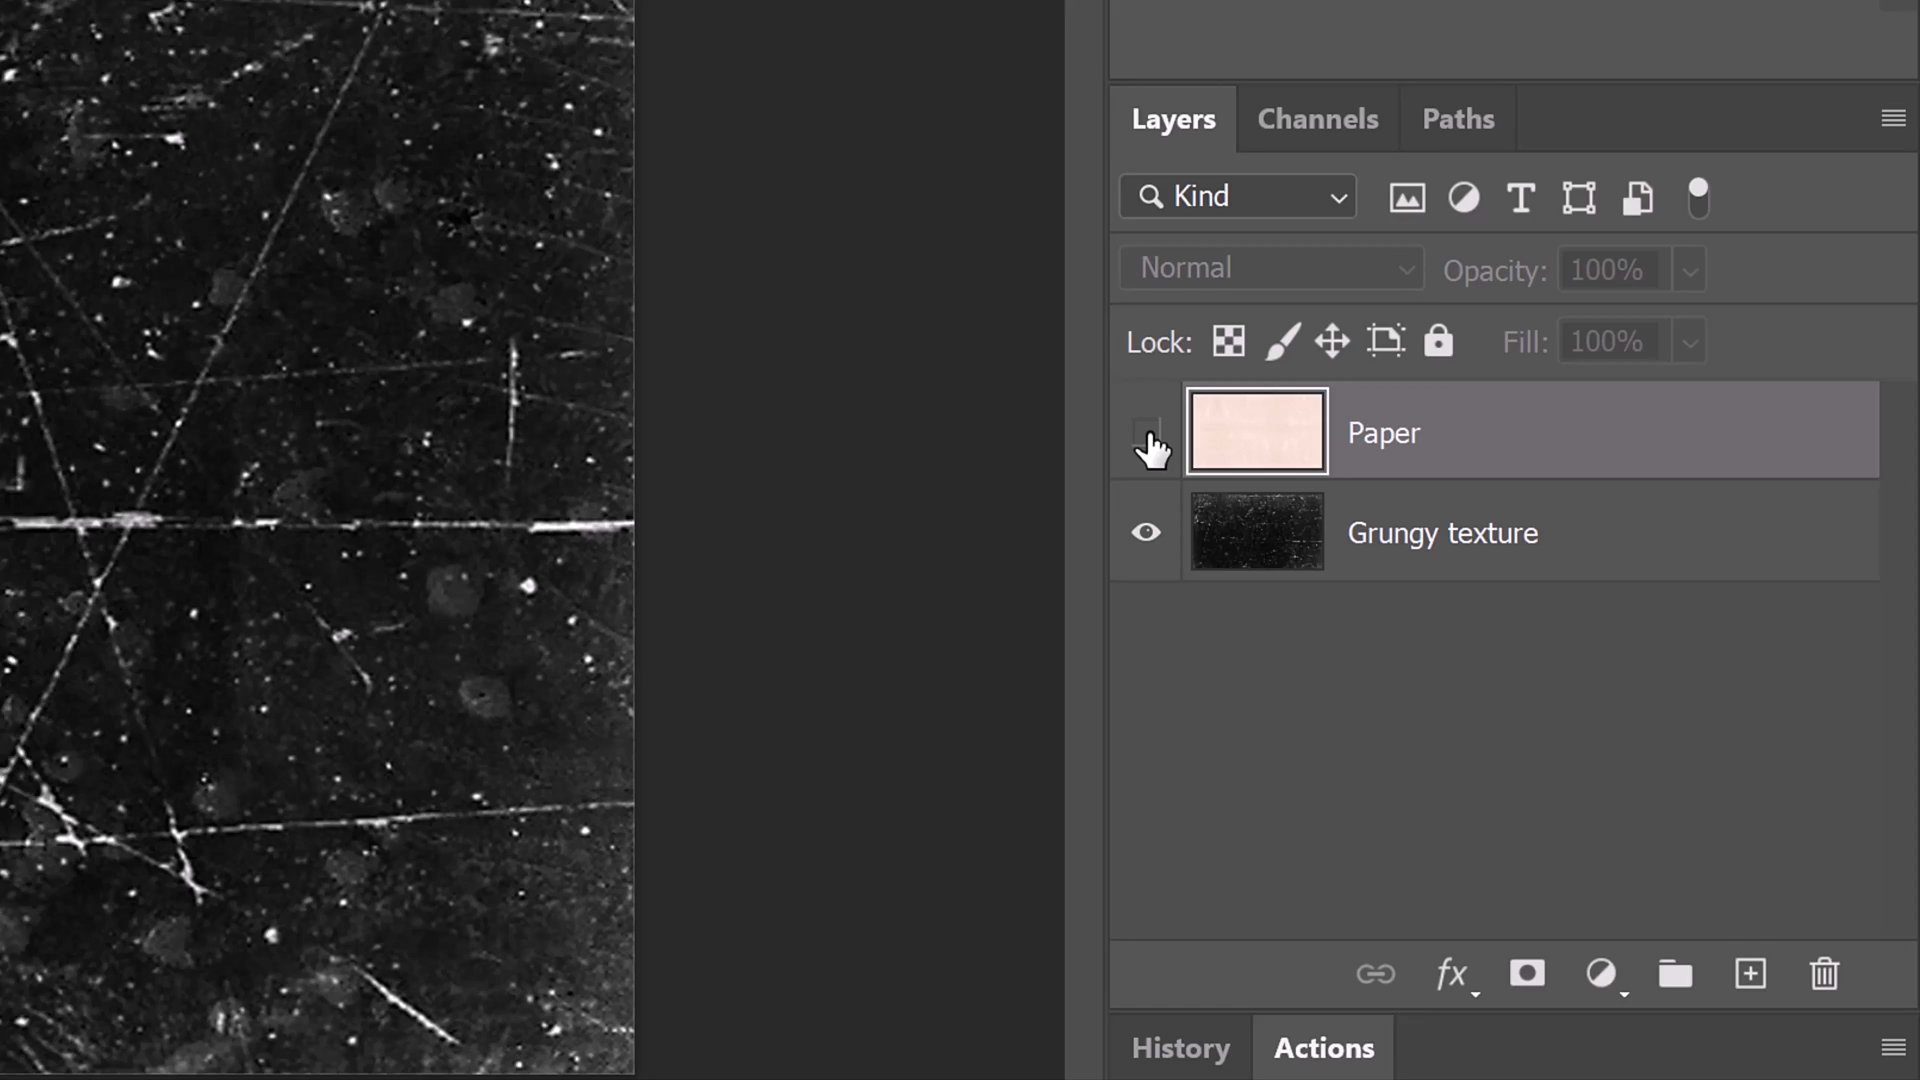 Layers Channels Paths
Kind
Normal Opacity: 100%
Lock: Fill: 100%
Paper
Grungy texture
fx
History Actions